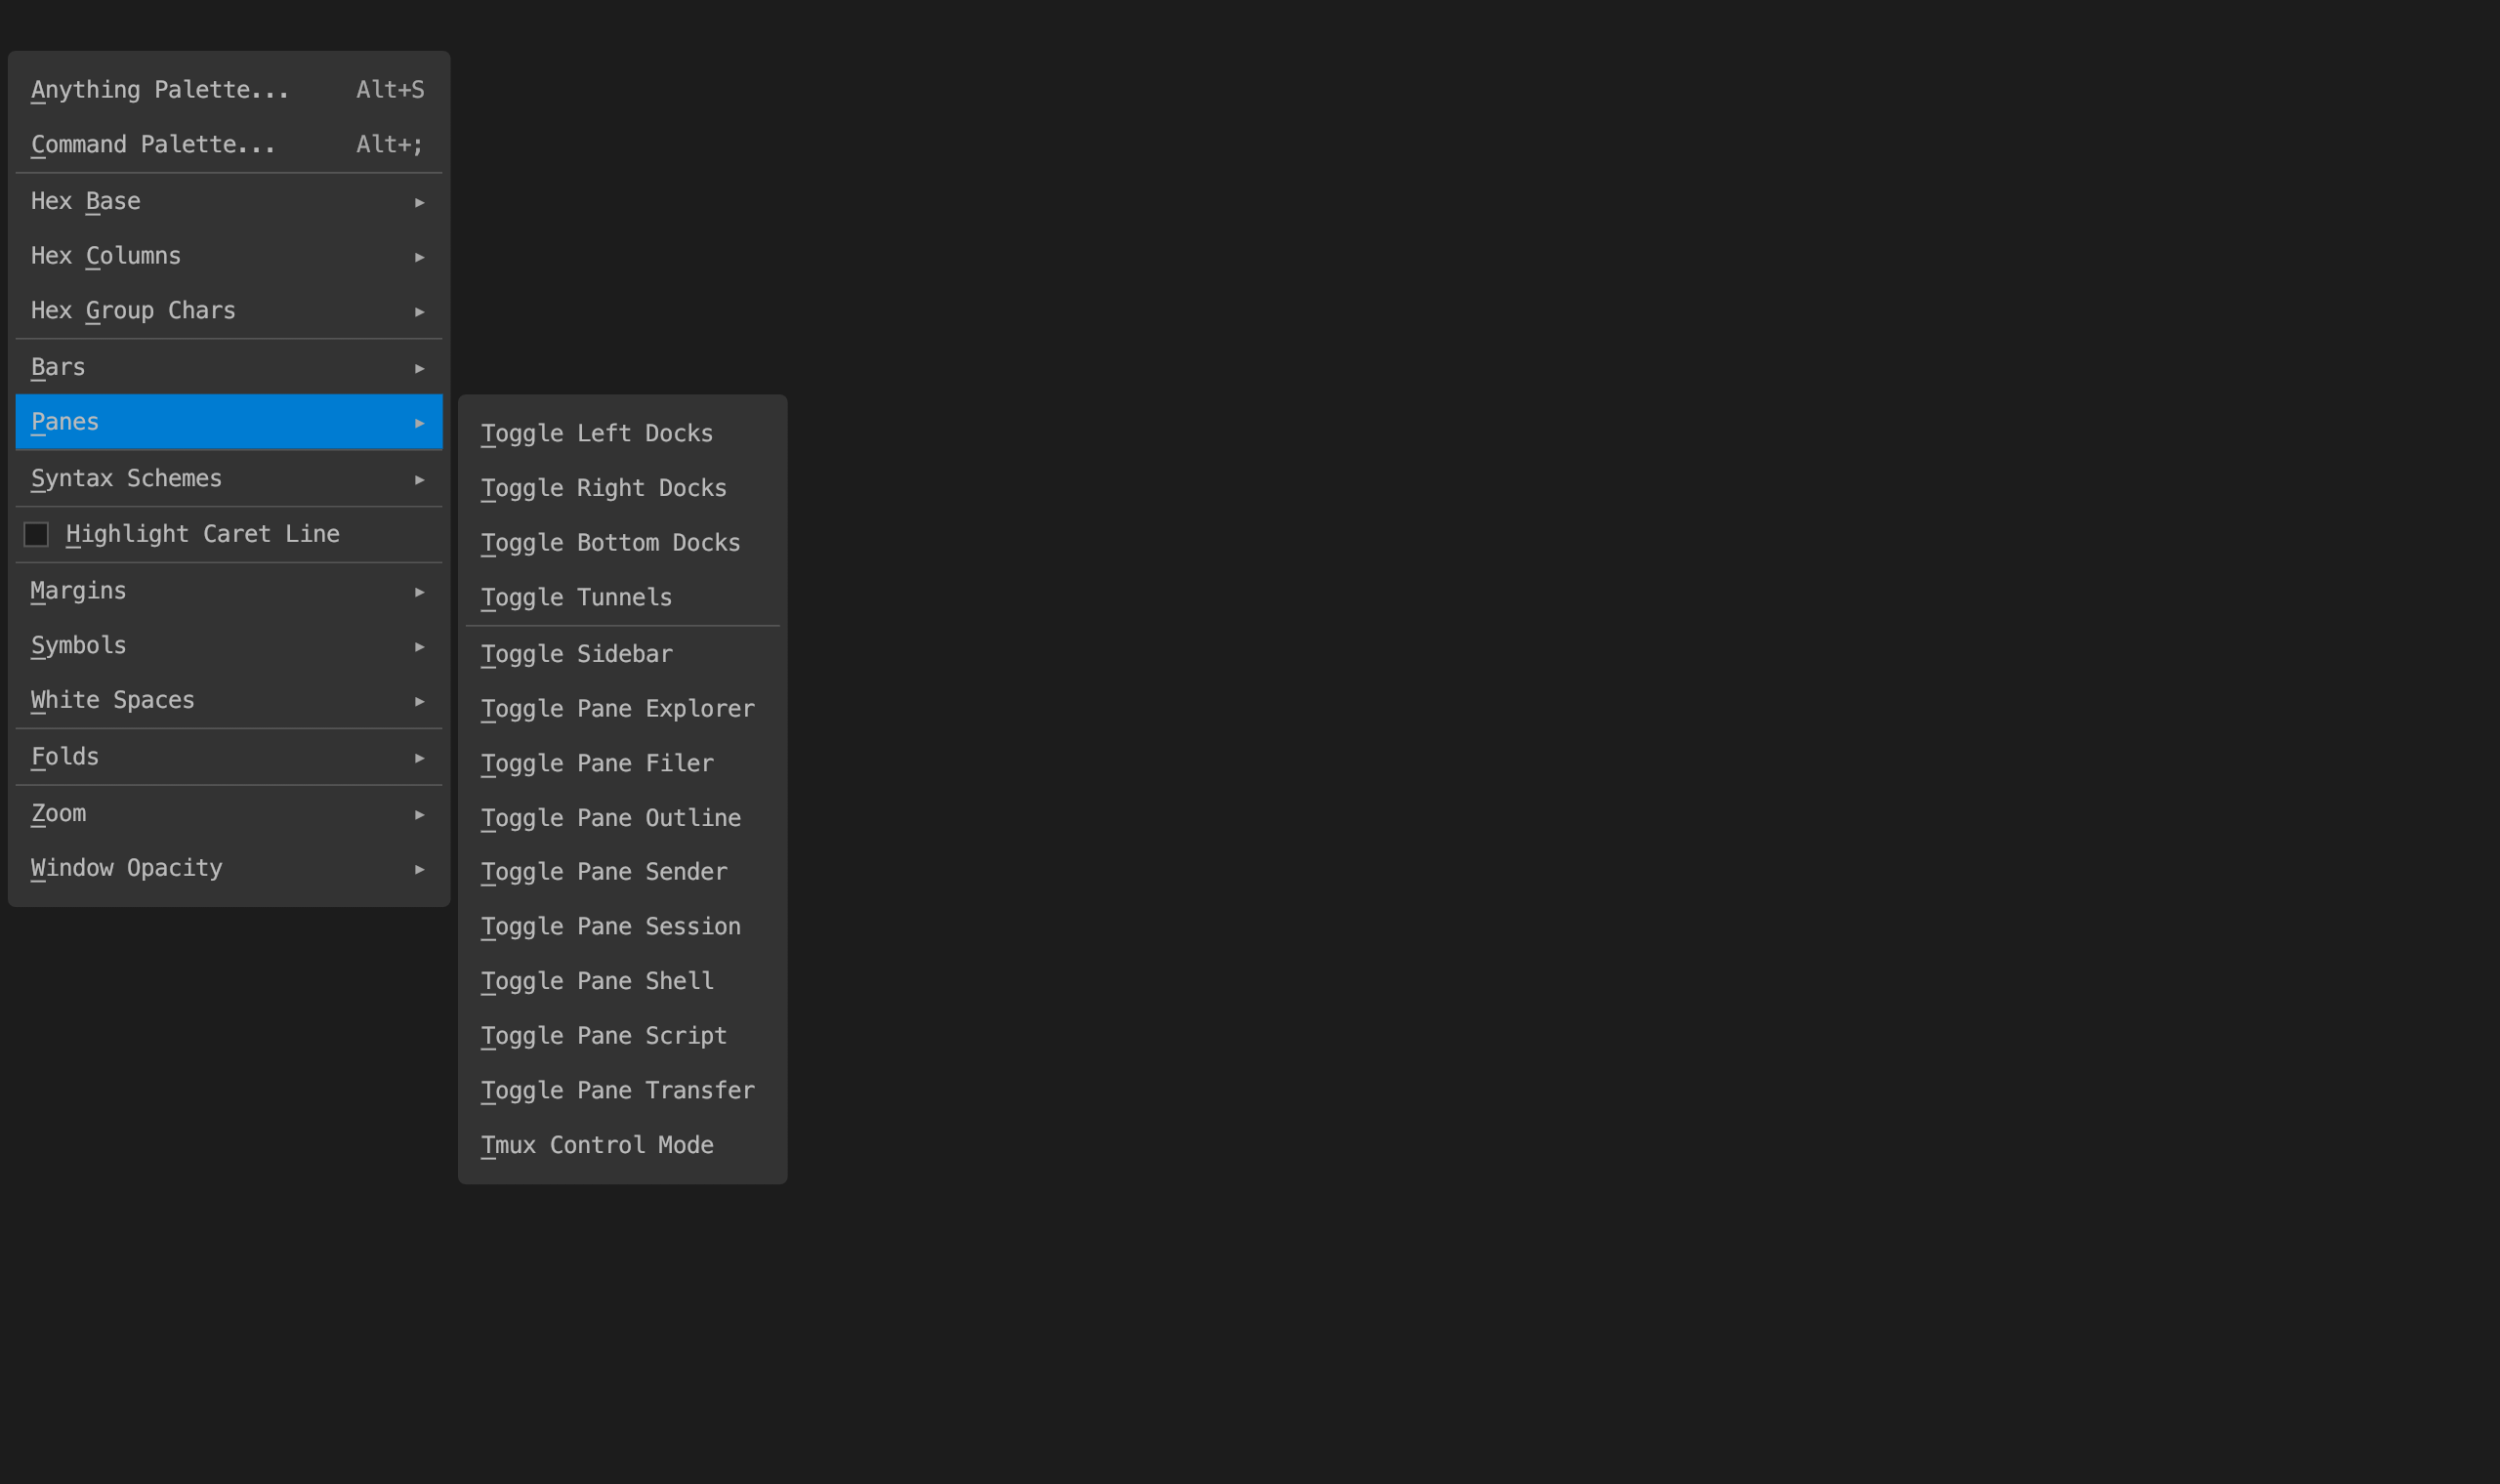 Anything Palette... Alt+S
Command Palette... Alt+;
Hex Base
Hex Columns
Hex Group Chars
Bars
Panes
Syntax Schemes
Highlight Caret Line
Margins
Symbols
White Spaces
Folds
Zoom
Window Opacity
Toggle Left Docks
Toggle Right Docks
Toggle Bottom Docks
Toggle Tunnels
Toggle Sidebar
Toggle Pane Explorer
Toggle Pane Filer
Toggle Pane Outline
Toggle Pane Sender
Toggle Pane Session
Toggle Pane Shell
Toggle Pane Script
Toggle Pane Transfer
Tmux Control Mode